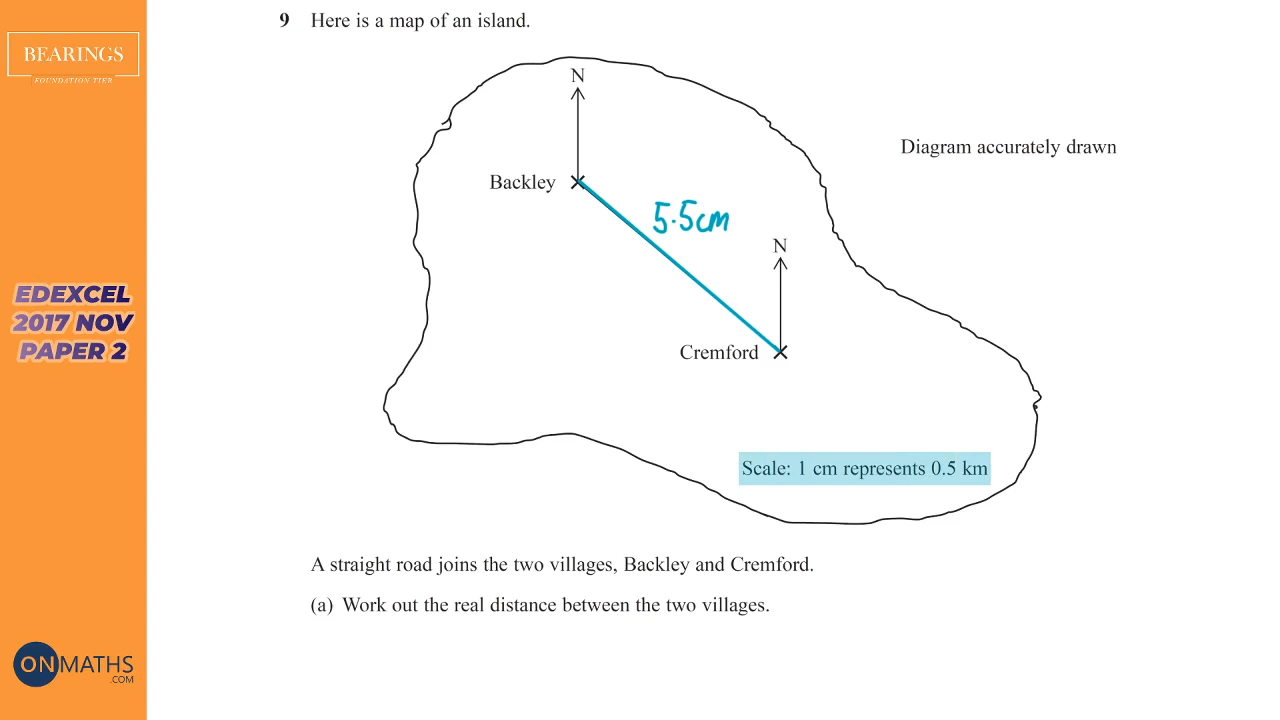 BEARINGS
FOUNDATION TIER
EDEXCEL
2017 NOV
PAPER 2
ONMATHS
.COM
9 Here is a map of an island.
N
Diagram accurately drawn
Backley
5.5cm
N
Cremford
Scale: 1 cm represents 0.5 km
A straight road joins the two villages, Backley and Cremford.
(a) Work out the real distance between the two villages.